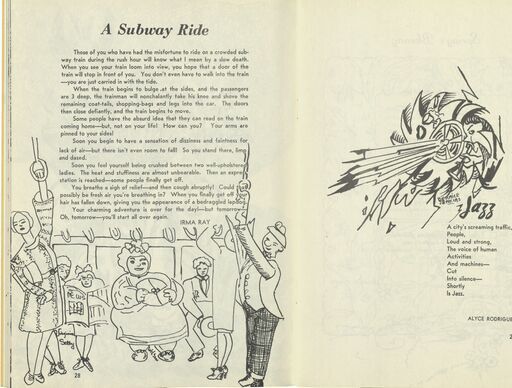 A Subway Ride
Those of you who have had the misfortune to ride on a crowded sub-
way train during the rush hour will know what I mean by a slow death.
When you see your train loom into view, you hope that a door of the
train will stop in front of you. You don't even have to walk into the train
—you are just carried in with the tide.
When the train begins to bulge at the sides, and the passengers
are 3 deep, the trainman will nonchalantly take his knee and shove the
remaining coat-tails, shopping-bags and legs into the car. The doors
then close defiantly, and the train begins to move.
Some people have the absurd idea that they can read on the train
coming home—but, not on your life! How can you? Your arms are
pinned to your sides!
Soon you begin to have a sensation of dizziness and faintness for
lack of air—but there isn't even room to fall! So you stand there, limp
and dazed.
Soon you feel yourself being crushed between two well-upholstered
ladies. The heat and stuffiness are almost unbearable. Then an express
station is reached—some people finally get off.
You breathe a sigh of relief—and then cough abruptly! Could
possibly be fresh air you're breathing in? When you finally get off
hair has fallen down, giving you the appearance of a bedraggled
Your charming adventure is over for the day!—but tomorrow
Oh, tomorrow—you'll start all over again.
IRMA RAY
28
Jazz
A city's screaming traffic,
People,
Loud and strong,
The voice of human
Activities
And machines—
Cut
Into silence—
Shortly
Is Jazz.
ALYCE RODRIGUE
2